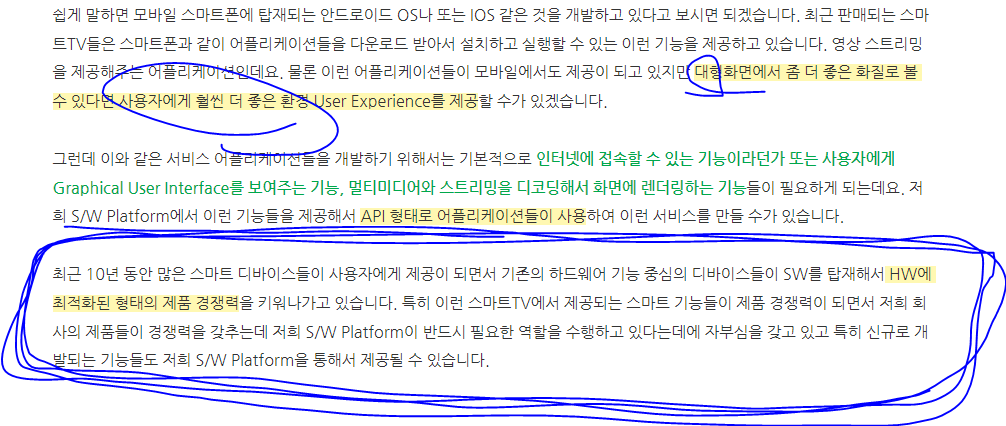 쉽게 말하면 모바일 스마트폰에 탑재되는 안드로이드 OS나 또는 IOS 같은 것을 개발하고 있다고 보시면 되겠습니다. 최근 판매되는 스마
트TV들은 스마트폰과 같이 어플리케이션들을 다운로드 받아서 설치하고 실행할 수 있는 이런 기능을 제공하고 있습니다. 영상 스트리밍
을 제공해주는 어플리케이션인데요. 물론 이런 어플리케이션들이 모바일에서도 제공이 되고 있지만 대형화면에서 좀 더 좋은 화질로 볼
수 있다면 사용자에게 훨씬 더 좋은 환경 User Experience를 제공할 수가 있겠습니다.
그런데 이와 같은 서비스 어플리케이션들을 개발하기 위해서는 기본적으로 인터넷에 접속할 수 있는 기능이라던가 또는 사용자에게
Graphical User Interface를 보여주는 기능, 멀티미디어와 스트리밍을 디코딩해서 화면에 렌더링하는 기능들이 필요하게 되는데요. 저
희 S/W Platform에서 이런 기능들을 제공해서 API 형태로 어플리케이션들이 사용하여 이런 서비스를 만들 수가 있습니다.
최근 10년 동안 많은 스마트 디바이스들이 사용자에게 제공이 되면서 기존의 하드웨어 기능 중심의 디바이스들이 SW를 탑재해서 HW에
최적화된 형태의 제품 경쟁력을 키워나가고 있습니다. 특히 이런 스마트TV에서 제공되는 스마트 기능들이 제품 경쟁력이 되면서 저희 회
사의 제품들이 경쟁력을 갖추는데 저희 S/W Platform이 반드시 필요한 역할을 수행하고 있다는데에 자부심을 갖고 있고 특히 신규로 개
발되는 기능들도 저희 S/W Platform을 통해서 제공될 수 있습니다.